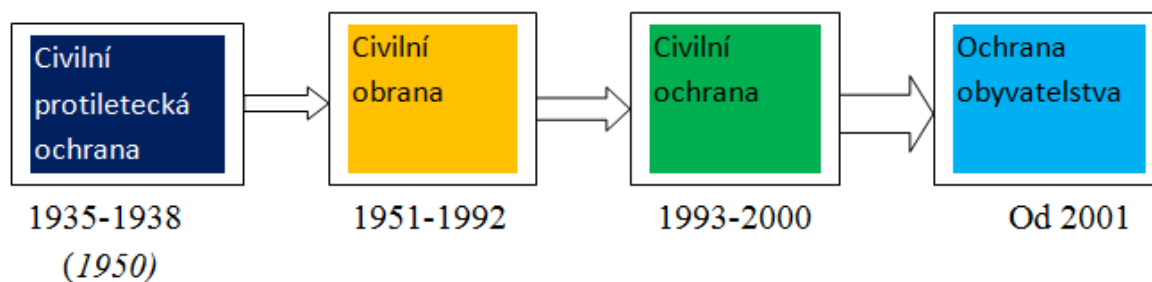 Civilní
protiletecká
ochrana
Civilní
obrana
Civilní
ochrana
Ochrana
obyvatelstva
1935-1938
(1950)
1951-1992
1993-2000
Od 2001